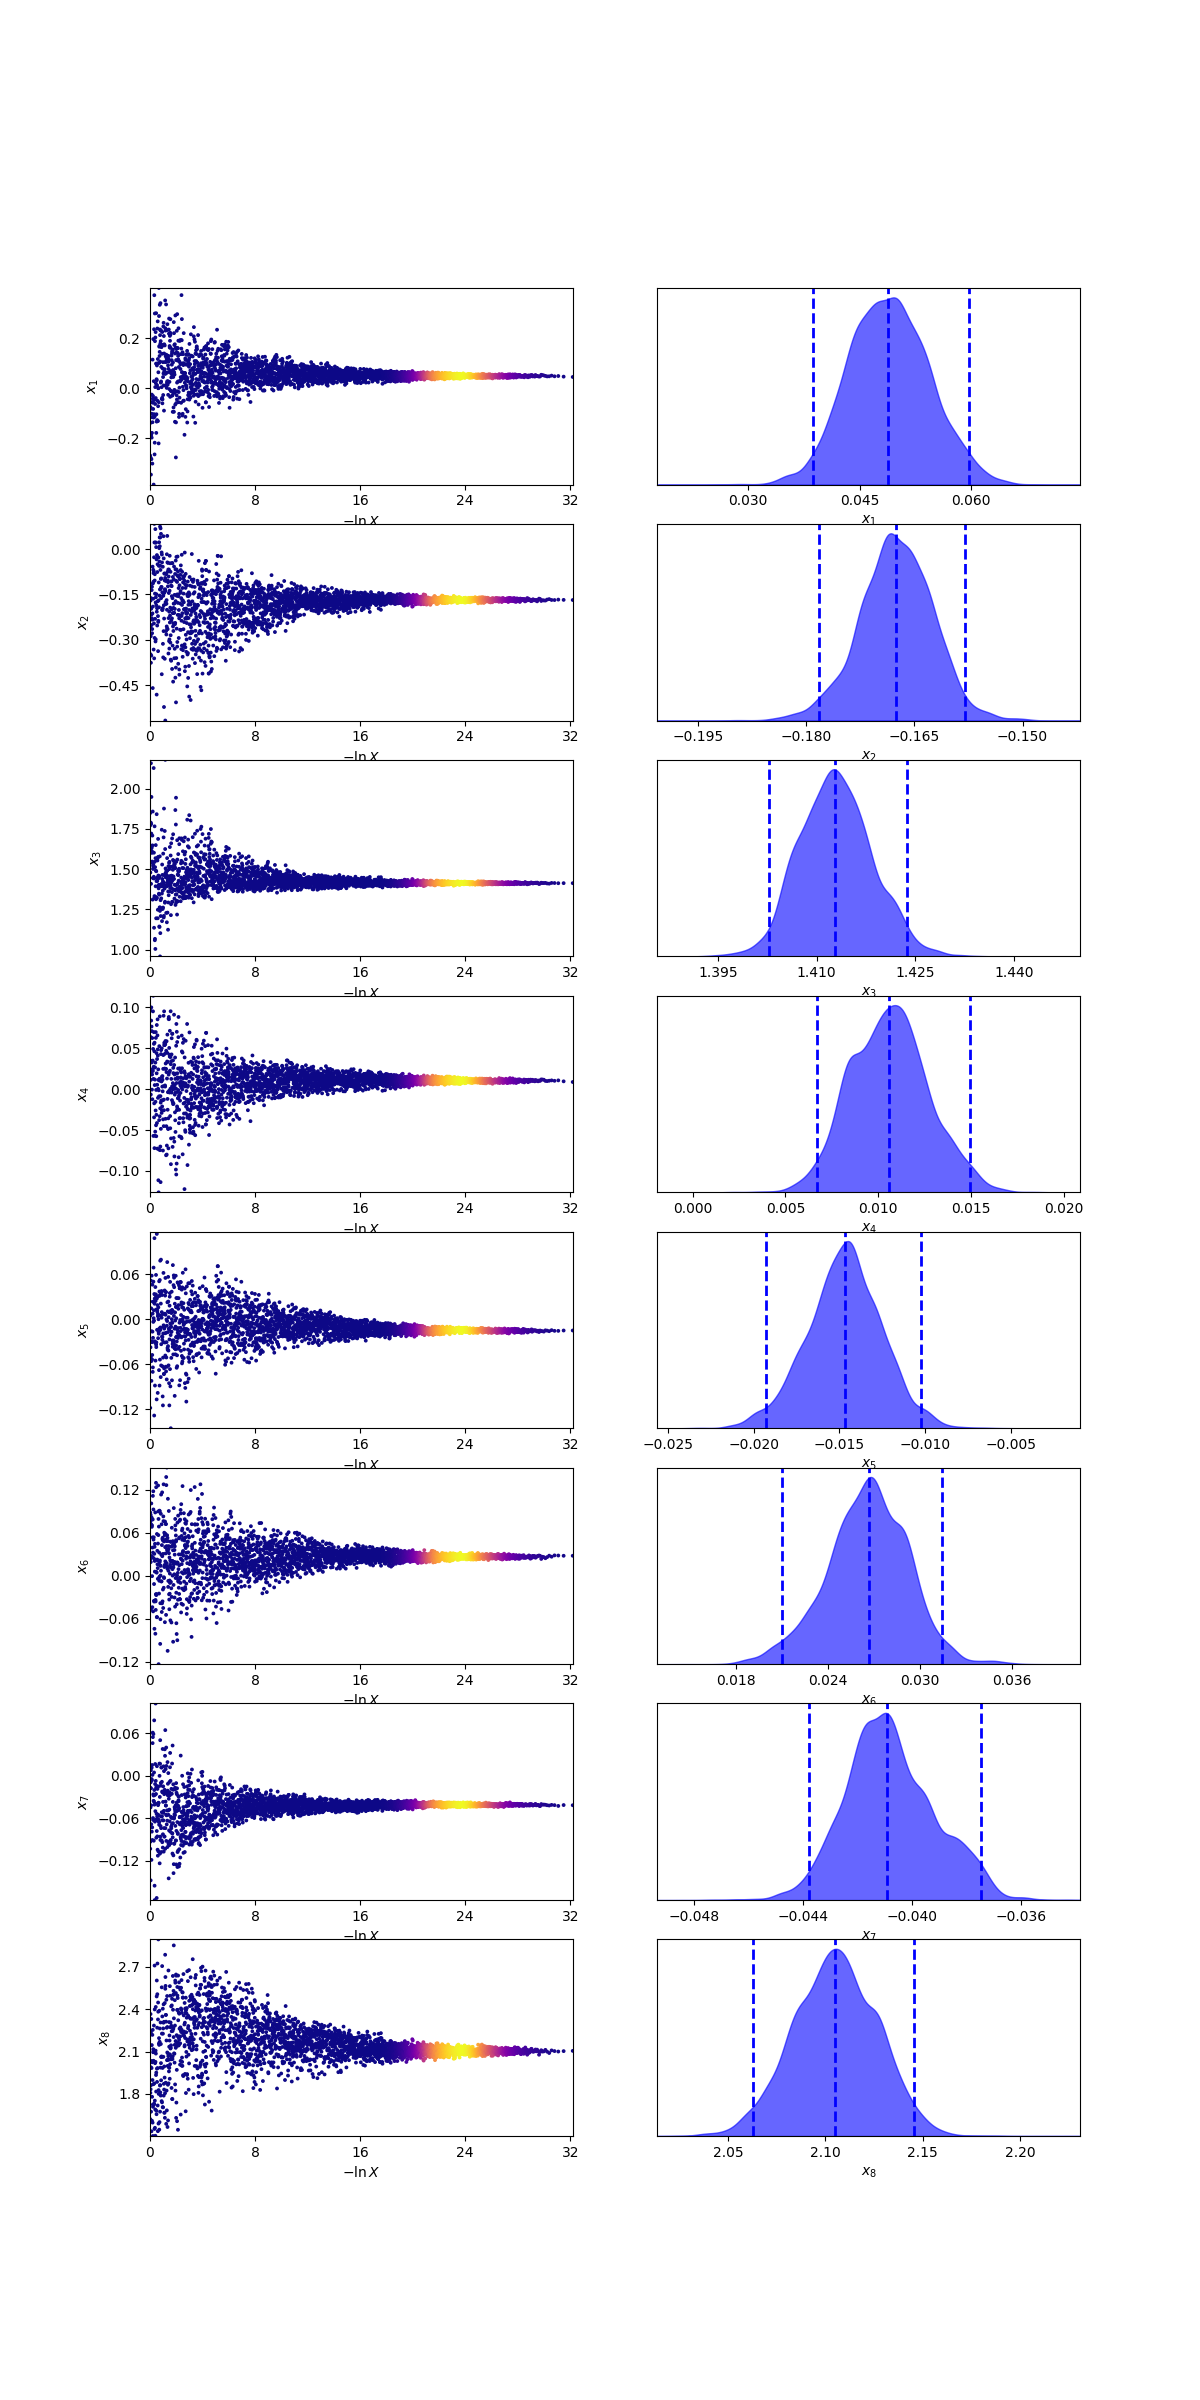 0.2
0.0
−0.2
x₁
0 8 16 24 32
−ln X
0.030 0.045 0.060
x₁
0.00
−0.15
−0.30
−0.45
x₂
0 8 16 24 32
−ln X
−0.195 −0.180 −0.165 −0.150
x₂
2.00
1.75
1.50
1.25
1.00
x₃
0 8 16 24 32
−ln X
1.395 1.410 1.425 1.440
x₃
0.10
0.05
0.00
−0.05
−0.10
x₄
0 8 16 24 32
−ln X
0.000 0.005 0.010 0.015 0.020
x₄
0.06
0.00
−0.06
−0.12
x₅
0 8 16 24 32
−ln X
−0.025 −0.020 −0.015 −0.010 −0.005
x₅
0.12
0.06
0.00
−0.06
−0.12
x₆
0 8 16 24 32
−ln X
0.018 0.024 0.030 0.036
x₆
0.06
0.00
−0.06
−0.12
x₇
0 8 16 24 32
−ln X
−0.048 −0.044 −0.040 −0.036
x₇
2.7
2.4
2.1
1.8
x₈
0 8 16 24 32
−ln X
2.05 2.10 2.15 2.20
x₈